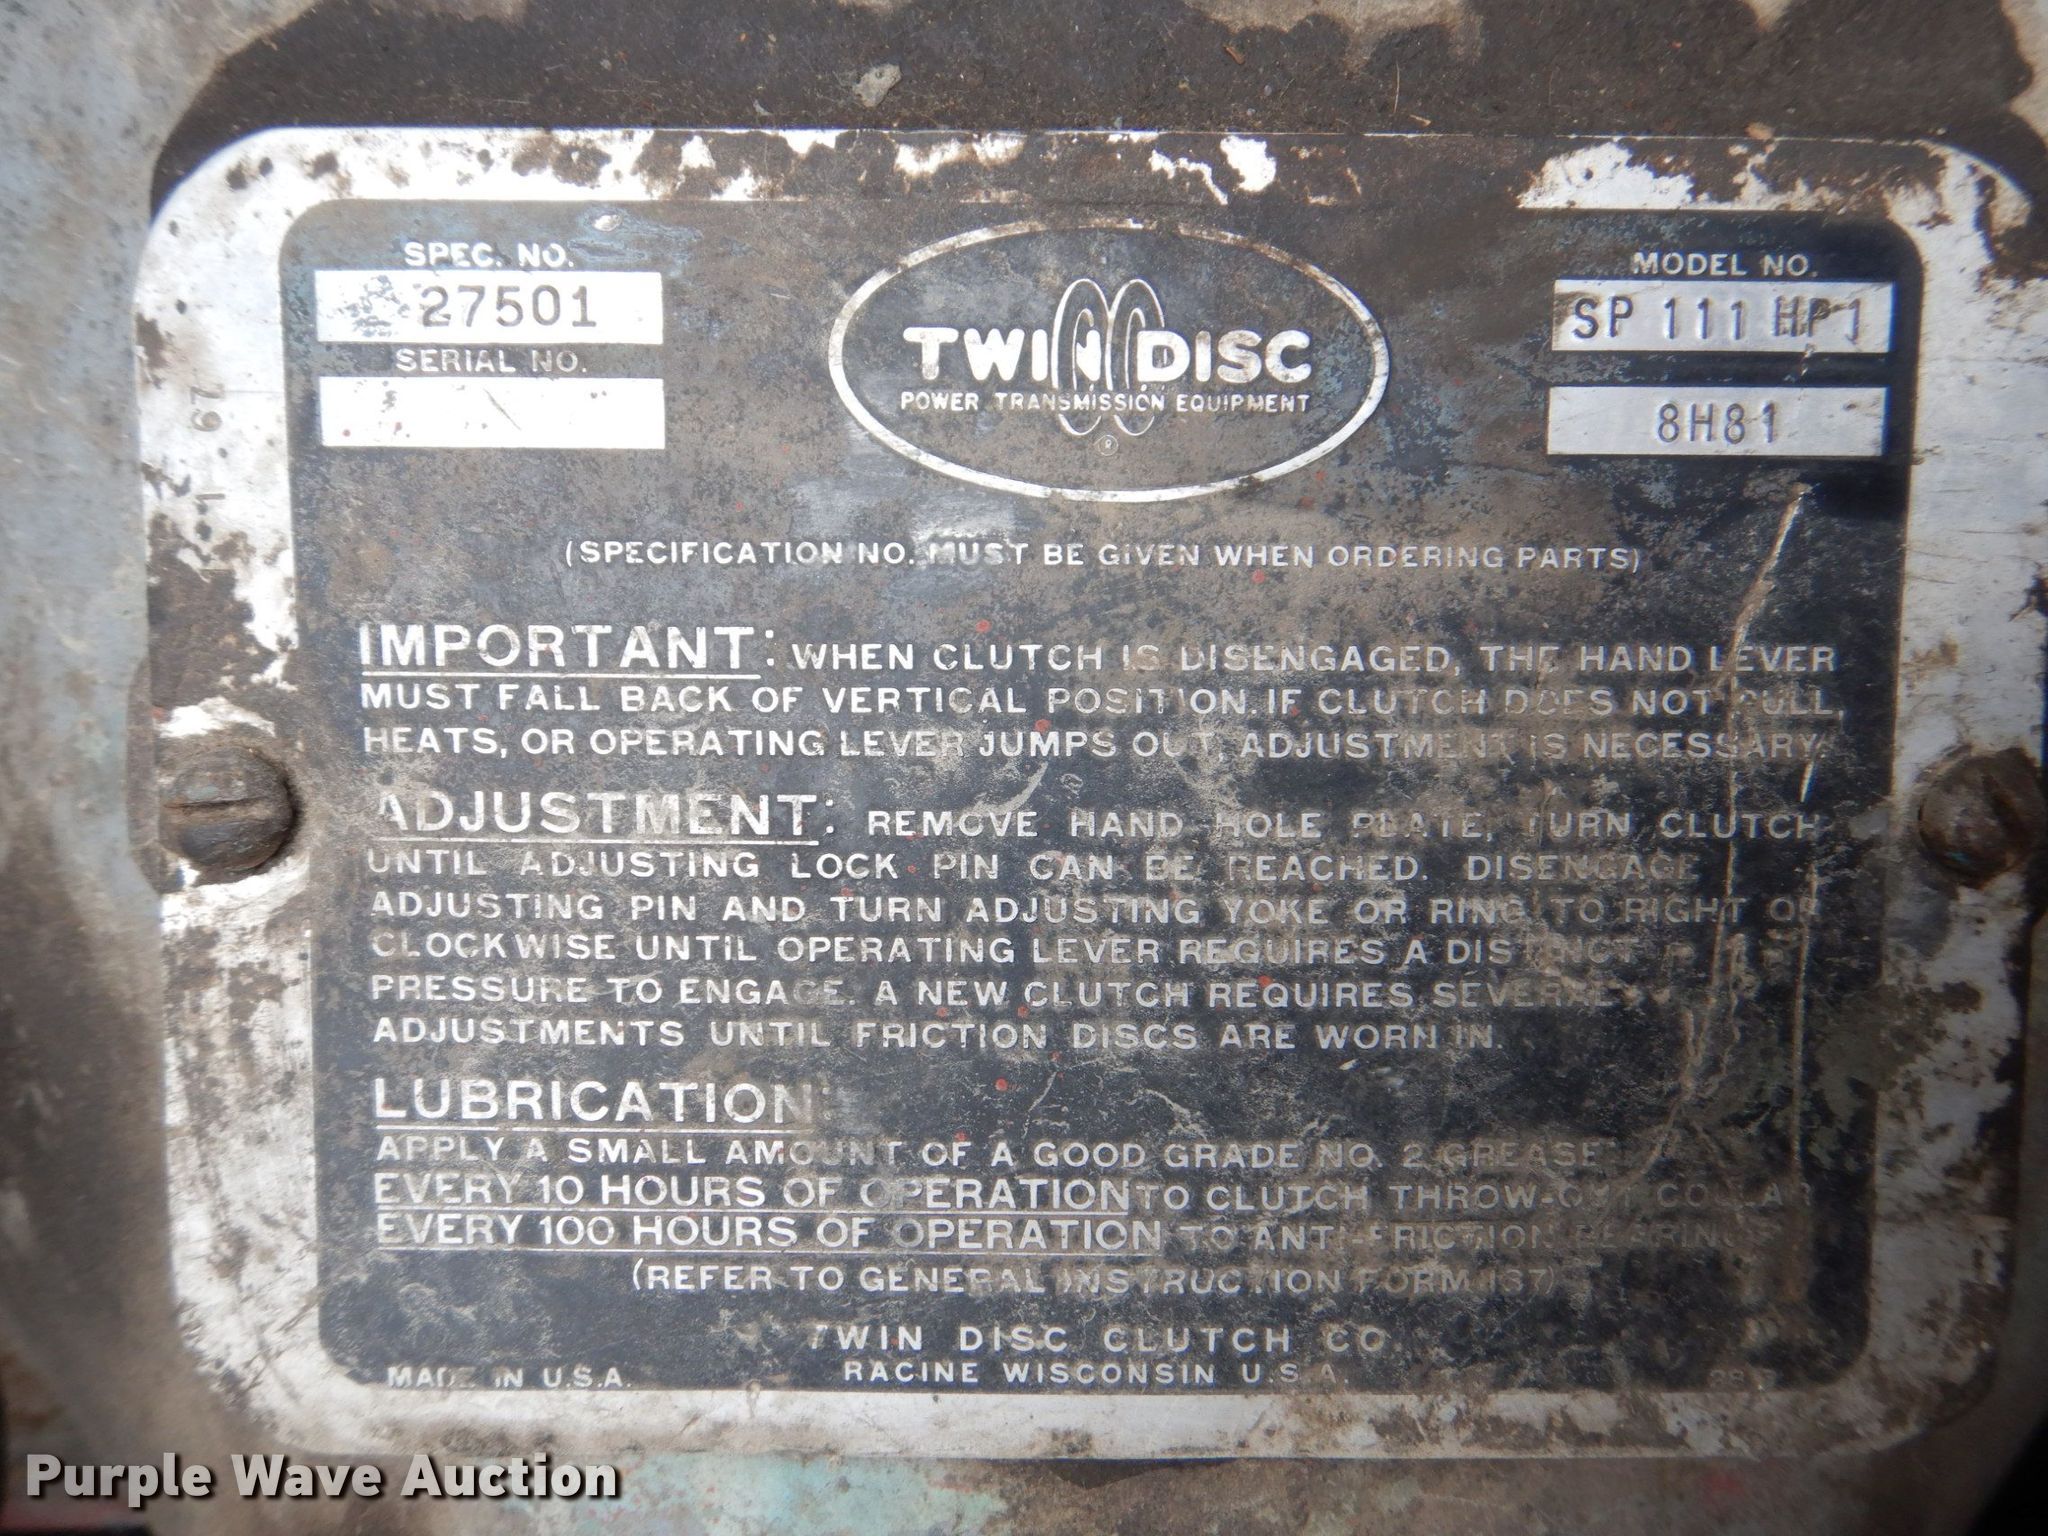 SPEC. NO.
27501
SERIAL NO.
TWIN DISC
POWER TRANSMISSION EQUIPMENT
®
MODEL NO.
SP 111 HP1
8H81
1 67
(SPECIFICATION NO. MUST BE GIVEN WHEN ORDERING PARTS)
IMPORTANT: WHEN CLUTCH IS DISENGAGED, THE HAND LEVER
MUST FALL BACK OF VERTICAL POSITION. IF CLUTCH DOES NOT PULL,
HEATS, OR OPERATING LEVER JUMPS OUT, ADJUSTMENT IS NECESSARY.
ADJUSTMENT: REMOVE HAND HOLE PLATE, TURN CLUTCH
UNTIL ADJUSTING LOCK PIN CAN BE REACHED. DISENGAGE
ADJUSTING PIN AND TURN ADJUSTING YOKE OR RING TO RIGHT OR
CLOCKWISE UNTIL OPERATING LEVER REQUIRES A DISTINCT
PRESSURE TO ENGAGE. A NEW CLUTCH REQUIRES SEVERAL
ADJUSTMENTS UNTIL FRICTION DISCS ARE WORN IN.
LUBRICATION:
APPLY A SMALL AMOUNT OF A GOOD GRADE NO. 2 GREASE
EVERY 10 HOURS OF OPERATION TO CLUTCH THROW-OUT COLLAR
EVERY 100 HOURS OF OPERATION TO ANTI-FRICTION BEARINGS
(REFER TO GENERAL INSTRUCTION FORM 137)
TWIN DISC CLUTCH CO.
MADE IN U.S.A.
RACINE WISCONSIN U.S.A.
Purple Wave Auction